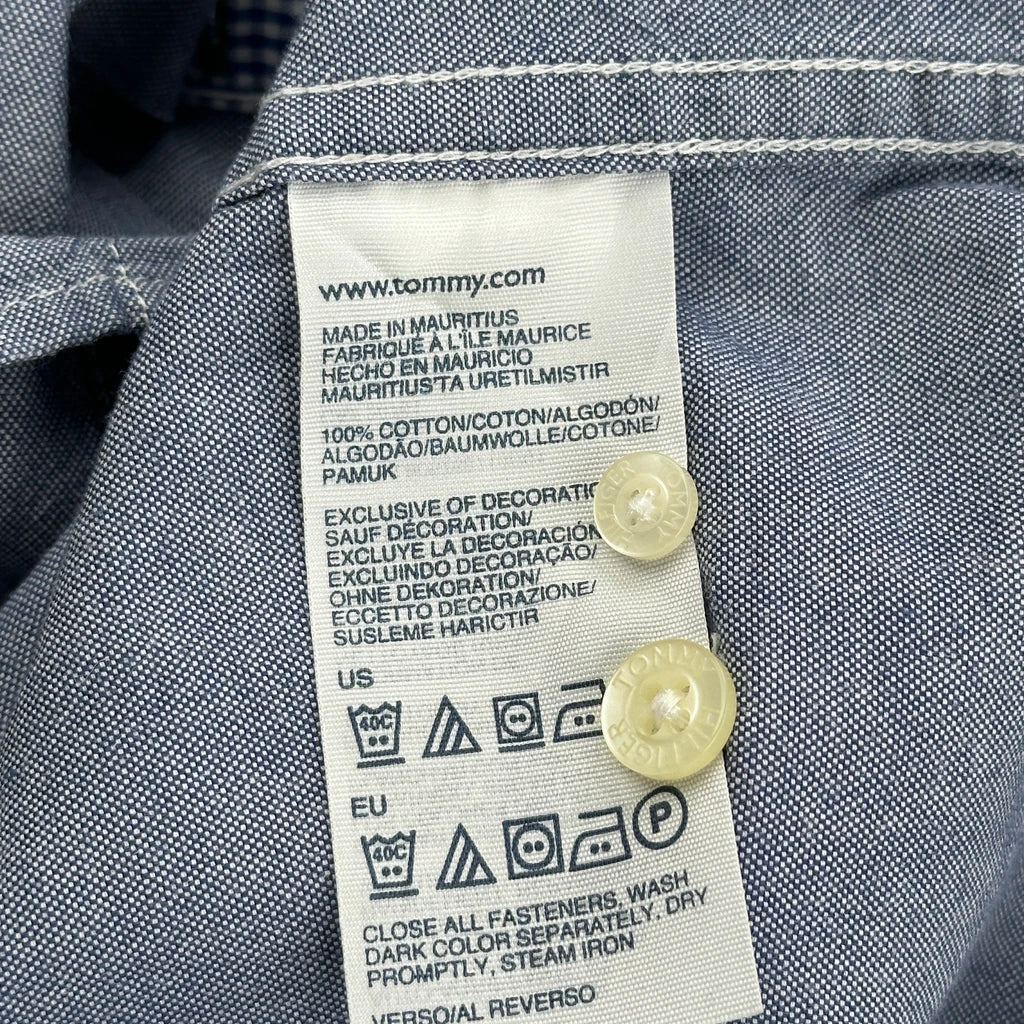 www.tommy.com
MADE IN MAURITIUS
FABRIQUÉ À L'ÎLE MAURICE
HECHO EN MAURICIO
MAURITIUS'TA URETILMISTIR
100% COTTON/COTON/ALGODÓN/
ALGODÃO/BAUMWOLLE/COTONE/
PAMUK
EXCLUSIVE OF
SAUF DÉCORATION/
EXCLUYE LA DECORACIÓN
EXCLUINDO DECORAÇÃO/
OHNE DEKORATION/
ECCETTO DECORAZIONE/
SUSLEME HARICTIR
TOMMY HILFIGER
US
40C
TOMMY HILFIGER
EU
40C
P
CLOSE ALL FASTENERS, WASH
DARK COLOR SEPARATELY, DRY
PROMPTLY, STEAM IRON
VERSO/AL REVERSO